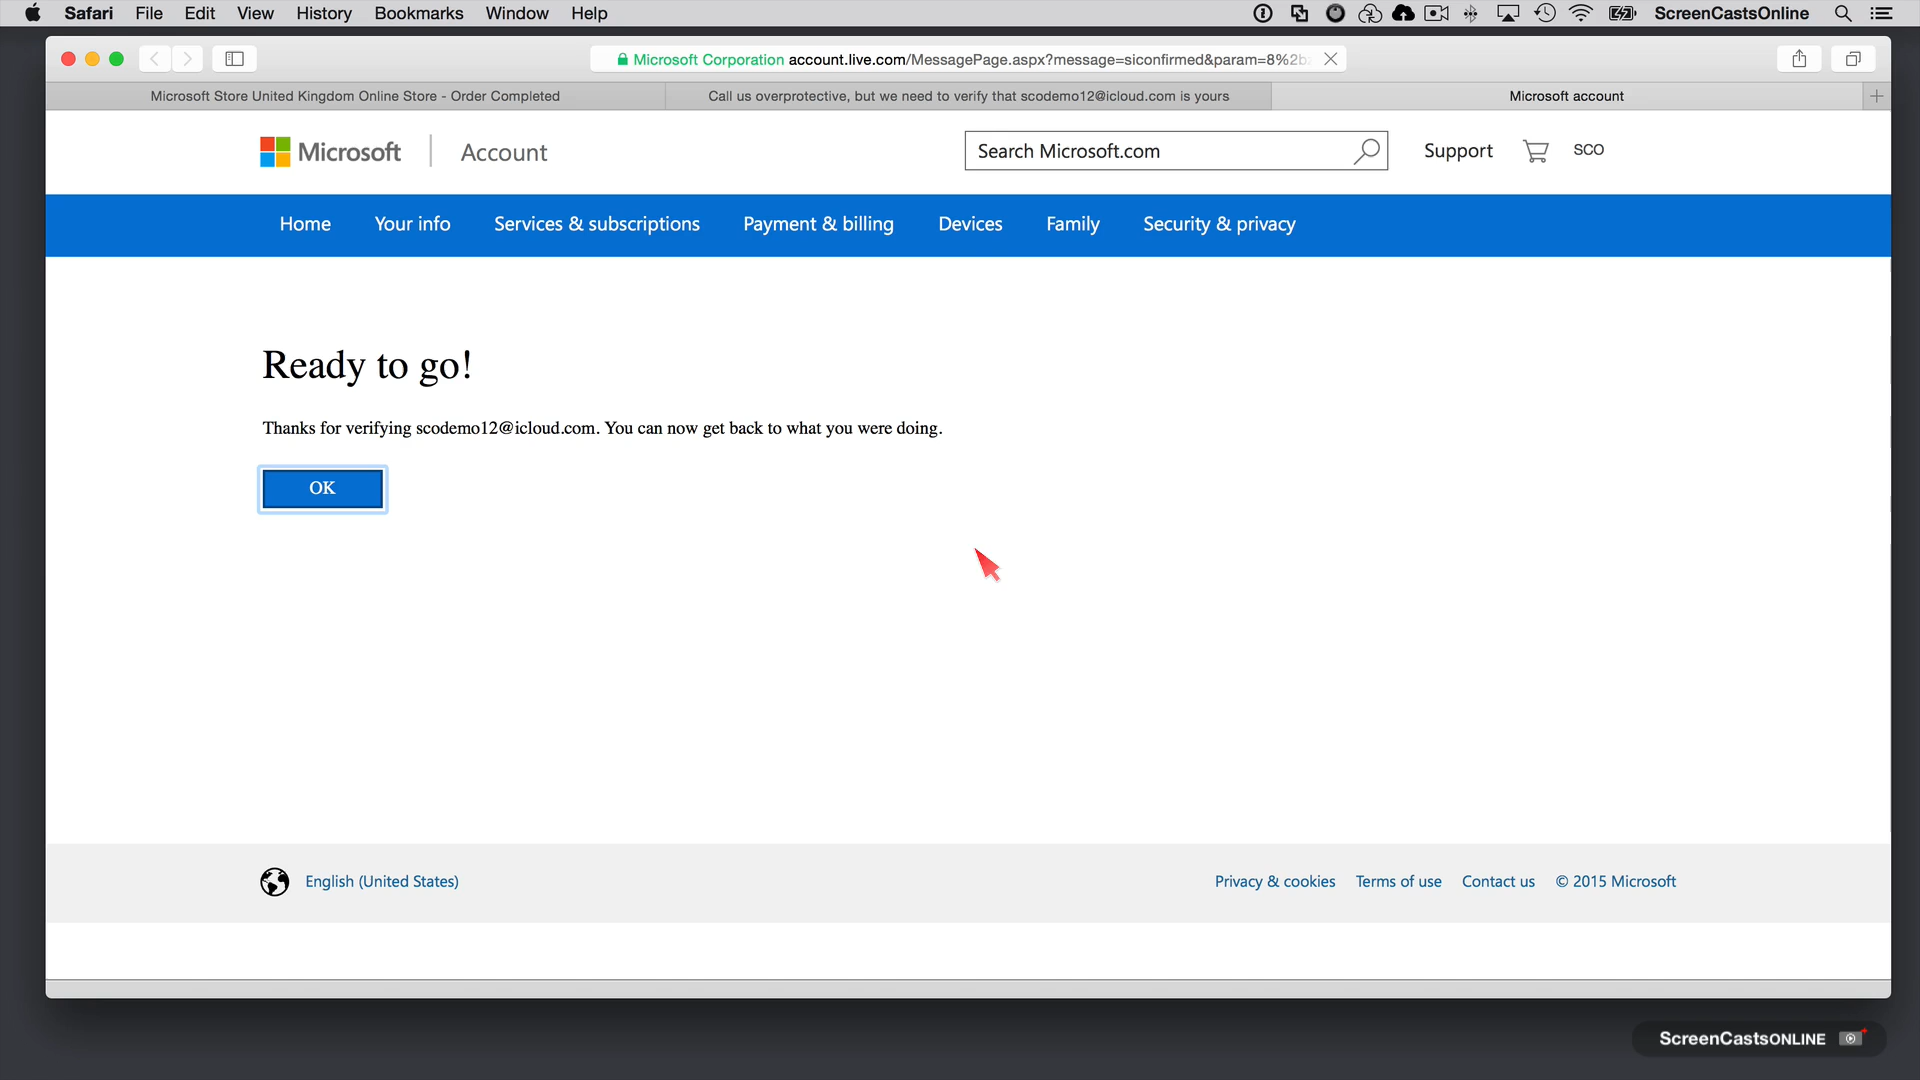 Safari File Edit View History Bookmarks Window Help ScreenCastsOnline
Microsoft Corporation account.live.com/MessagePage.aspx?message=siconfirmed&param=8%2b
Microsoft Store United Kingdom Online Store - Order Completed
Call us overprotective, but we need to verify that scodemo12@icloud.com is yours
Microsoft account
Microsoft Account
Search Microsoft.com
Support
SCO
Home Your info Services & subscriptions Payment & billing Devices Family Security & privacy
Ready to go!
Thanks for verifying scodemo12@icloud.com. You can now get back to what you were doing.
OK
English (United States)
Privacy & cookies Terms of use Contact us © 2015 Microsoft
ScreenCastsONLINE